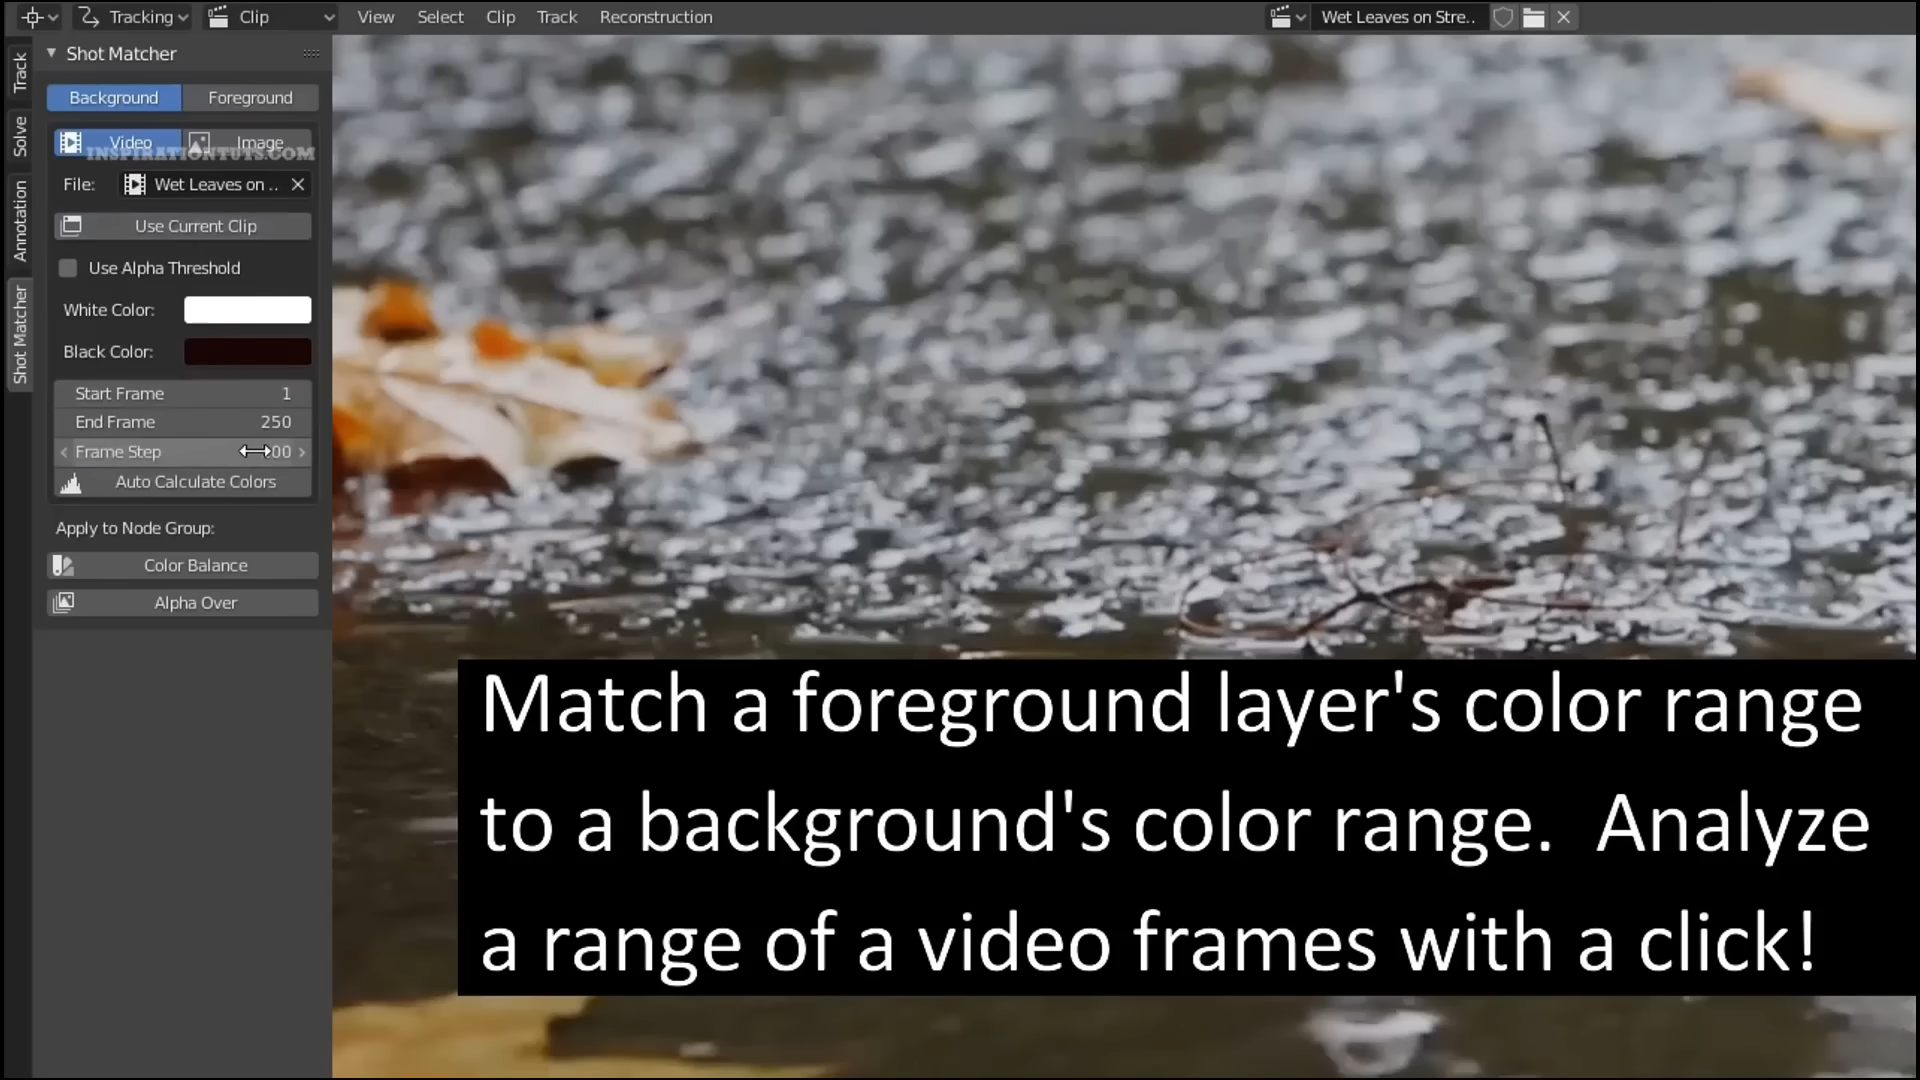 Tracking
Clip
View
Select
Clip
Track
Reconstruction
Wet Leaves on Stre..
Track
Solve
Annotation
Shot Matcher
Shot Matcher
Background
Foreground
Video
Image
INSPIRATIONTUTS.COM
File:
Wet Leaves on ..
Use Current Clip
Use Alpha Threshold
White Color:
Black Color:
Start Frame 1
End Frame 250
Frame Step
Auto Calculate Colors
Apply to Node Group:
Color Balance
Alpha Over
Match a foreground layer's color range
to a background's color range. Analyze
a range of a video frames with a click!